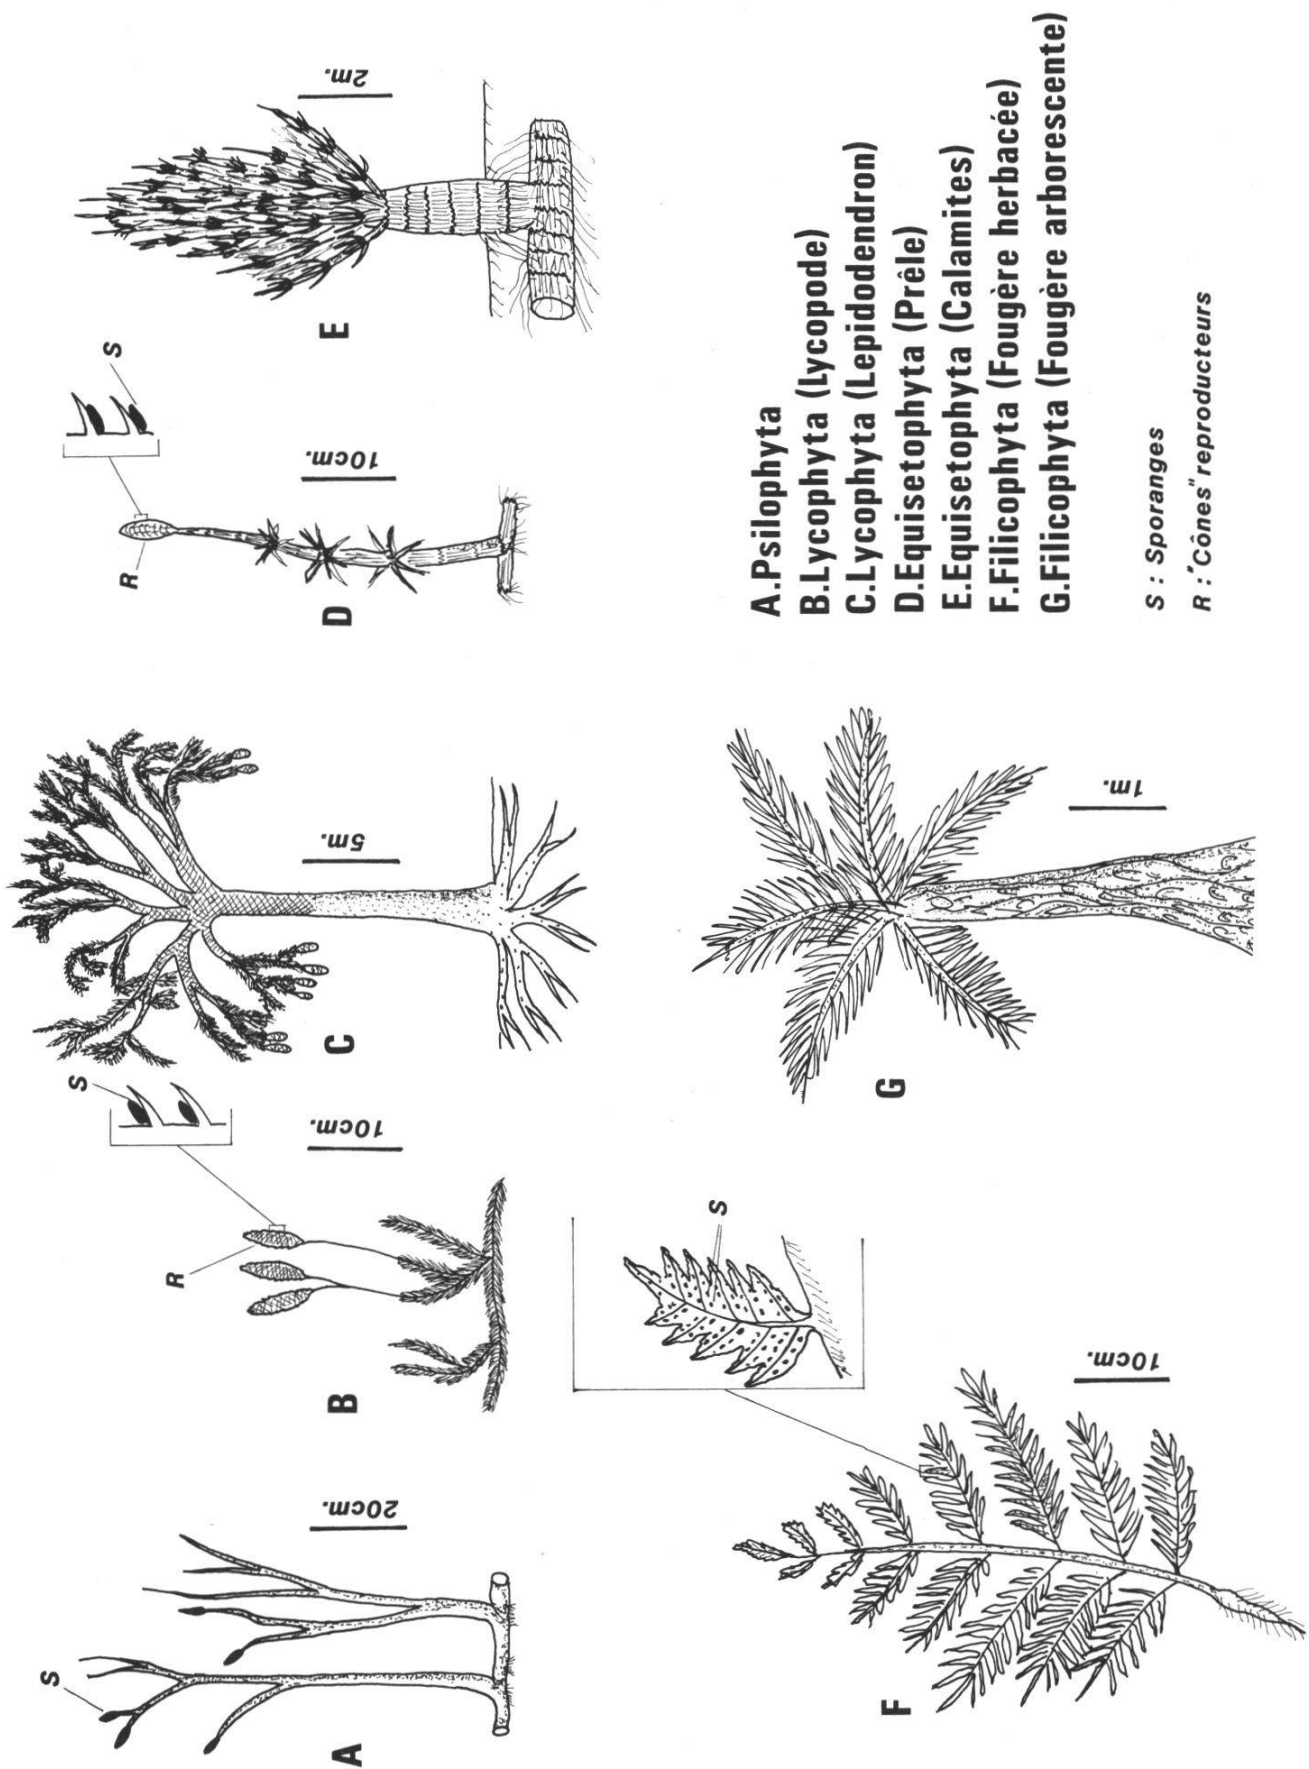 S
A
20cm.
R
S
B
10cm.
C
5m.
R
S
D
10cm.
E
2m.
F
S
10cm.
G
1m.
A.Psilophyta
B.Lycophyta (lycopode)
C.Lycophyta (Lepidodendron)
D.Equisetophyta (Prêle)
E.Equisetophyta (Calamites)
F.Filicophyta (Fougère herbacée)
G.Filicophyta (Fougère arborescente)
S : Sporanges
R : "Cônes" reproducteurs